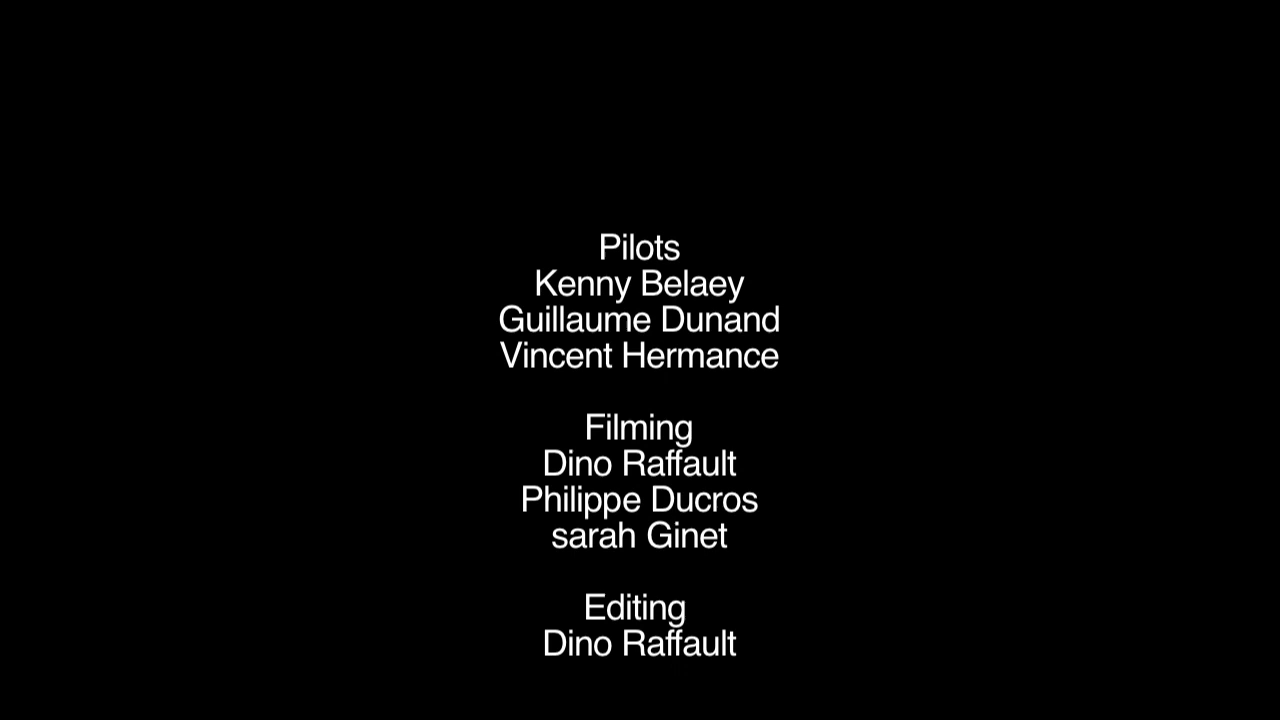 Pilots
Kenny Belaey
Guillaume Dunand
Vincent Hermance
Filming
Dino Raffault
Philippe Ducros
sarah Ginet
Editing
Dino Raffault